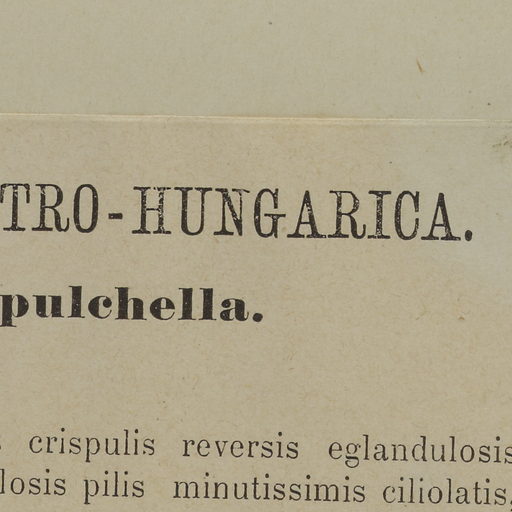 TRO-HUNGARICA.
pulchella.
crispulis reversis eglandulosis
losis pilis minutissimis ciliolatis,